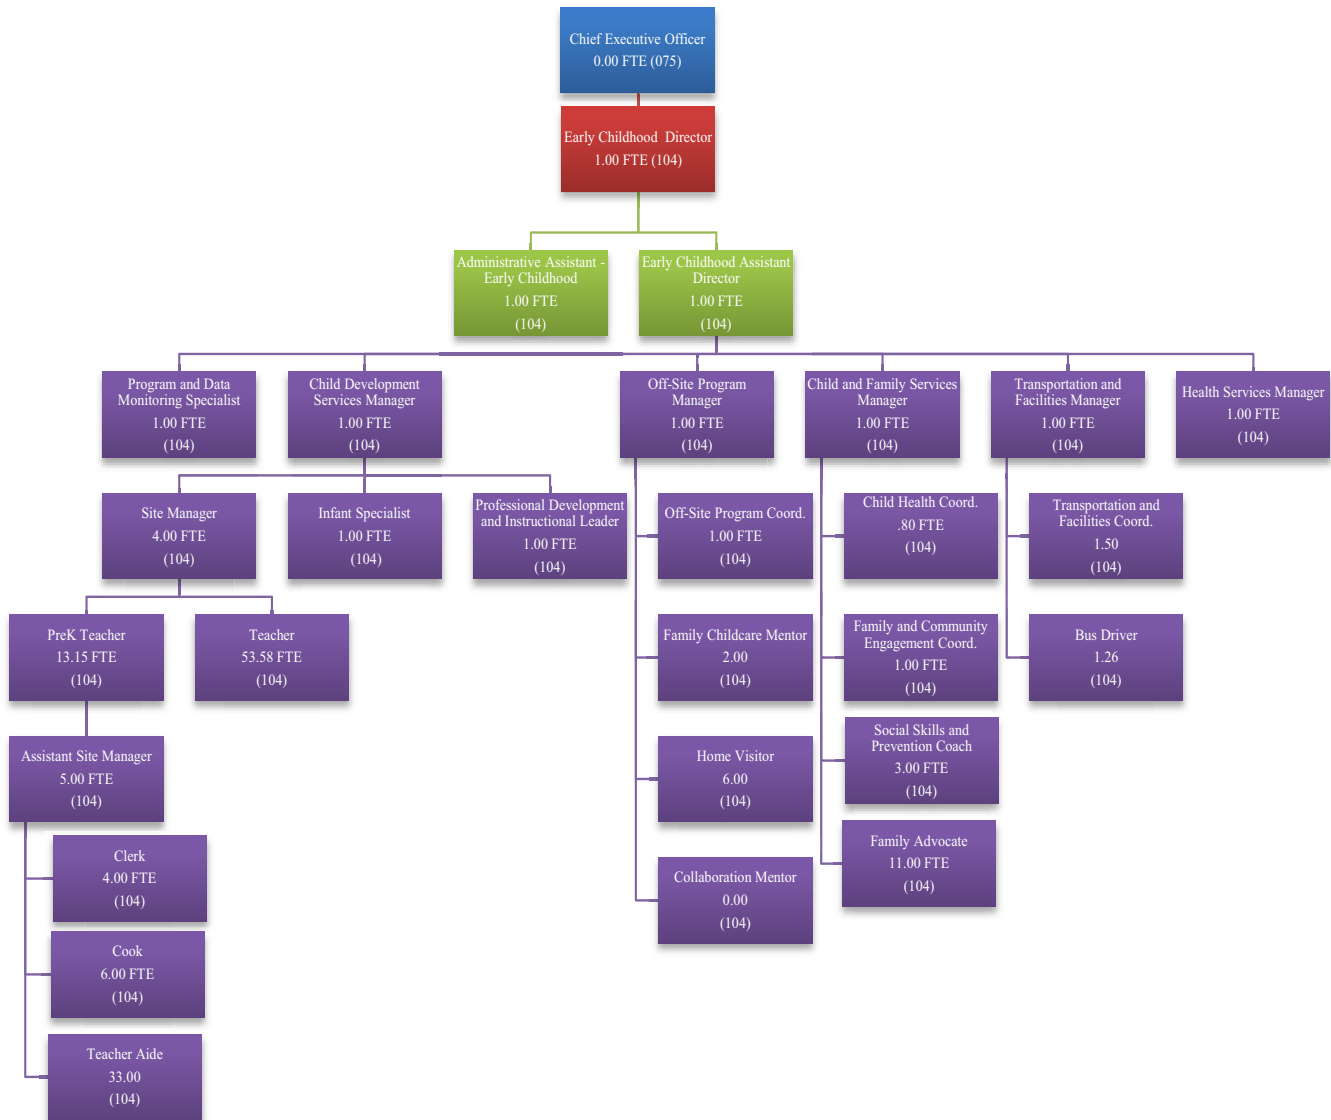 Chief Executive Officer
0.00 FTE (075)
Early Childhood  Director
1.00 FTE (104)
Administrative Assistant -
Early Childhood
1.00 FTE
(104)
Early Childhood Assistant
Director
1.00 FTE
(104)
Program and Data
Monitoring Specialist
1.00 FTE
(104)
Child Development
Services Manager
1.00 FTE
(104)
Off-Site Program
Manager
1.00 FTE
(104)
Child and Family Services
Manager
1.00 FTE
(104)
Transportation and
Facilities Manager
1.00 FTE
(104)
Health Services Manager
1.00 FTE
(104)
Site Manager
4.00 FTE
(104)
Infant Specialist
1.00 FTE
(104)
Professional Development
and Instructional Leader
1.00 FTE
(104)
Off-Site Program Coord.
1.00 FTE
(104)
Child Health Coord.
.80 FTE
(104)
Transportation and
Facilities Coord.
1.50
(104)
PreK Teacher
13.15 FTE
(104)
Teacher
53.58 FTE
(104)
Family Childcare Mentor
2.00
(104)
Family and Community
Engagement Coord.
1.00 FTE
(104)
Bus Driver
1.26
(104)
Assistant Site Manager
5.00 FTE
(104)
Home Visitor
6.00
(104)
Social Skills and
Prevention Coach
3.00 FTE
(104)
Clerk
4.00 FTE
(104)
Collaboration Mentor
0.00
(104)
Family Advocate
11.00 FTE
(104)
Cook
6.00 FTE
(104)
Teacher Aide
33.00
(104)